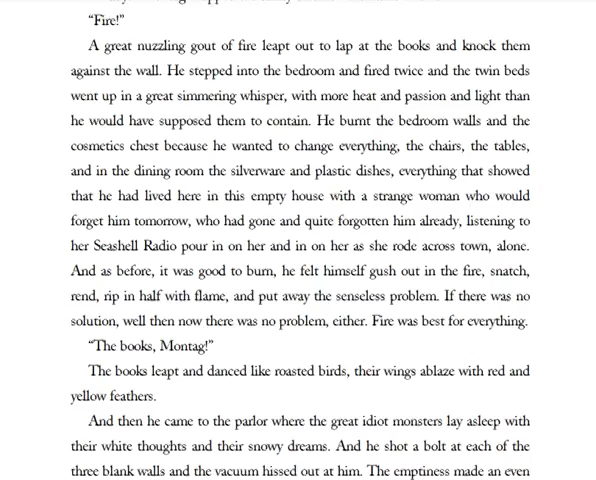 “Fire!”
A great nuzzling gout of fire leapt out to lap at the books and knock them
against the wall. He stepped into the bedroom and fired twice and the twin beds
went up in a great simmering whisper, with more heat and passion and light than
he would have supposed them to contain. He burnt the bedroom walls and the
cosmetics chest because he wanted to change everything, the chairs, the tables,
and in the dining room the silverware and plastic dishes, everything that showed
that he had lived here in this empty house with a strange woman who would
forget him tomorrow, who had gone and quite forgotten him already, listening to
her Seashell Radio pour in on her and in on her as she rode across town, alone.
And as before, it was good to burn, he felt himself gush out in the fire, snatch,
rend, rip in half with flame, and put away the senseless problem. If there was no
solution, well then now there was no problem, either. Fire was best for everything.
“The books, Montag!”
The books leapt and danced like roasted birds, their wings ablaze with red and
yellow feathers.
And then he came to the parlor where the great idiot monsters lay asleep with
their white thoughts and their snowy dreams. And he shot a bolt at each of the
three blank walls and the vacuum hissed out at him. The emptiness made an even